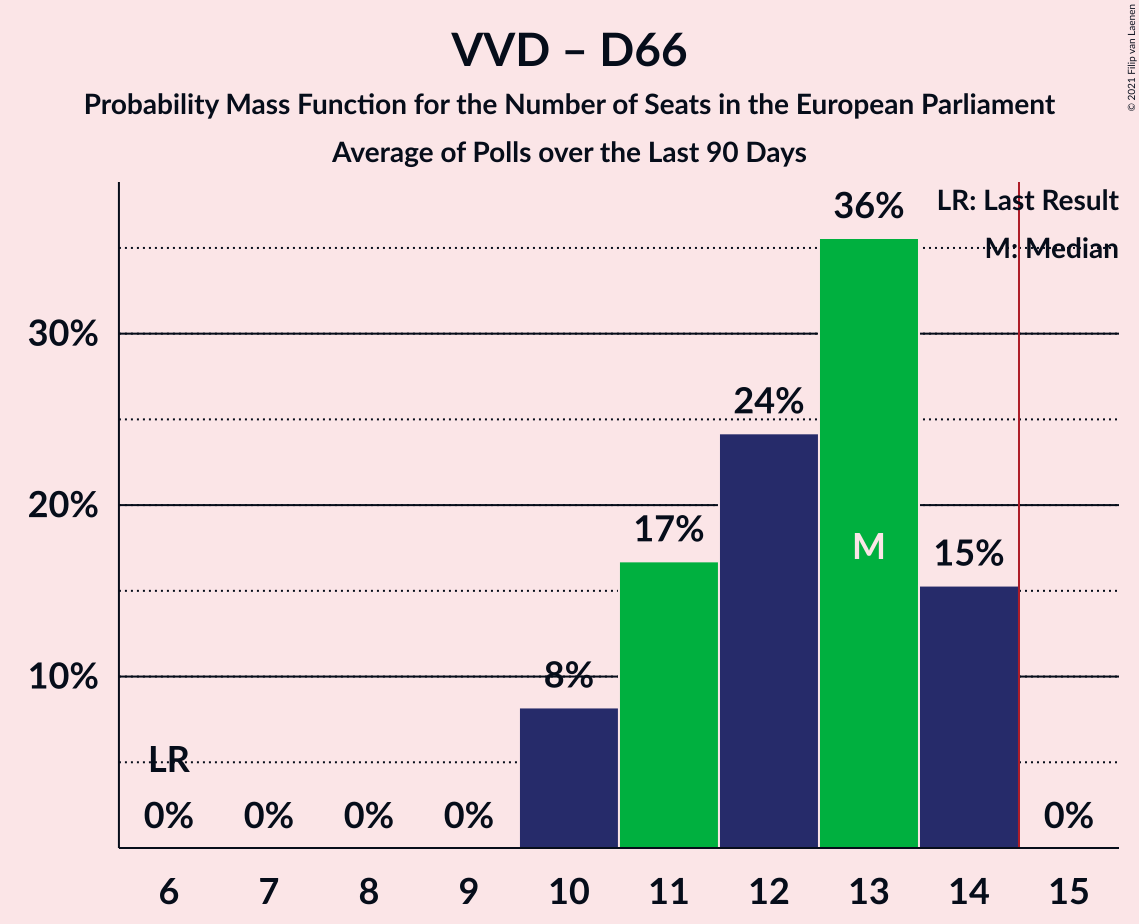 VVD – D66
Probability Mass Function for the Number of Seats in the European Parliament
Average of Polls over the Last 90 Days
© 2021 Filip van Laenen
LR: Last Result
M: Median
30%
20%
10%
LR
0%
0%
0%
0%
8%
17%
24%
36%
M
15%
0%
6 7 8 9 10 11 12 13 14 15